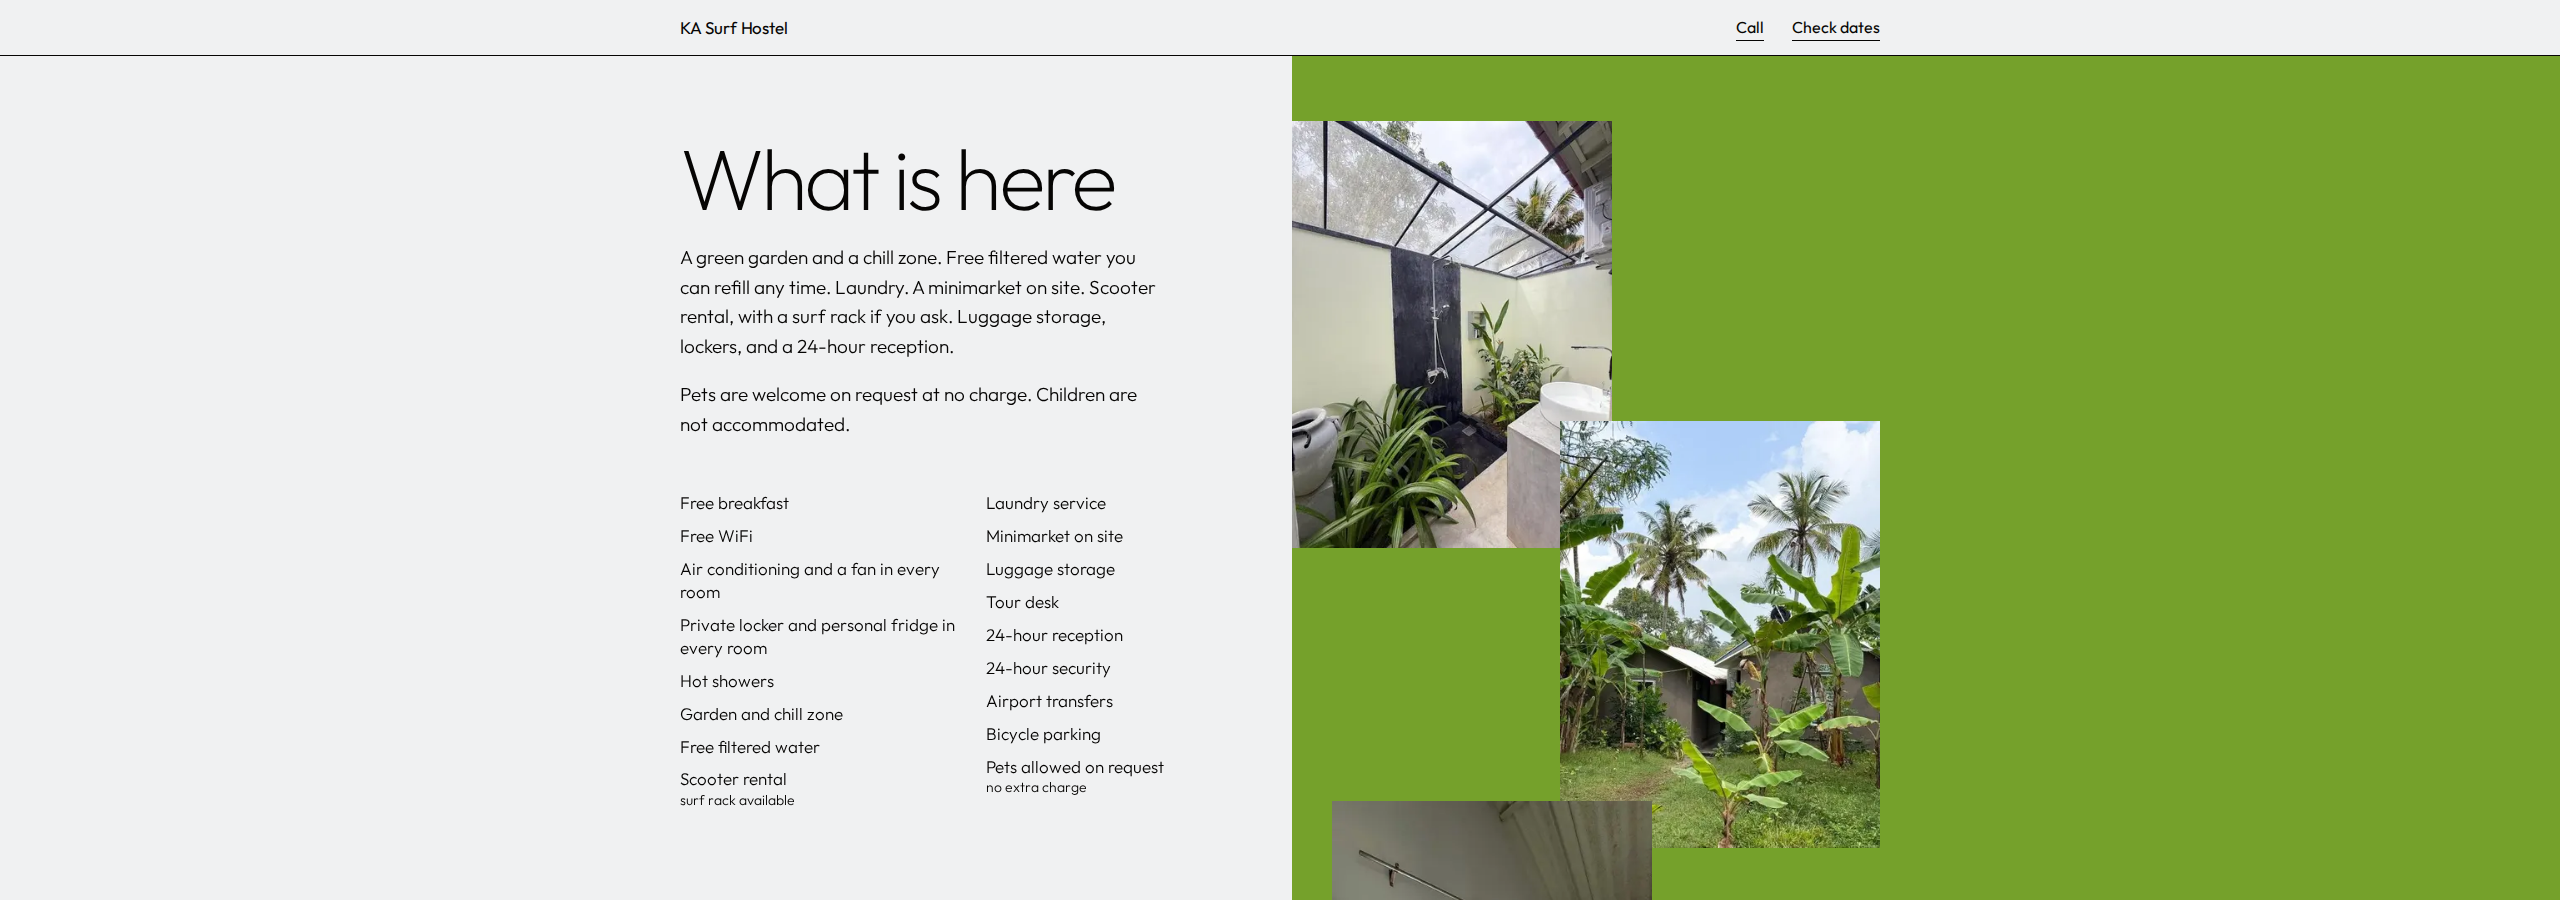 KA Surf Hostel
Call
Check dates
What is here
A green garden and a chill zone. Free filtered water you
can refill any time. Laundry. A minimarket on site. Scooter
rental, with a surf rack if you ask. Luggage storage,
lockers, and a 24-hour reception.
Pets are welcome on request at no charge. Children are
not accommodated.
Free breakfast
Free WiFi
Air conditioning and a fan in every
room
Private locker and personal fridge in
every room
Hot showers
Garden and chill zone
Free filtered water
Scooter rental
surf rack available
Laundry service
Minimarket on site
Luggage storage
Tour desk
24-hour reception
24-hour security
Airport transfers
Bicycle parking
Pets allowed on request
no extra charge